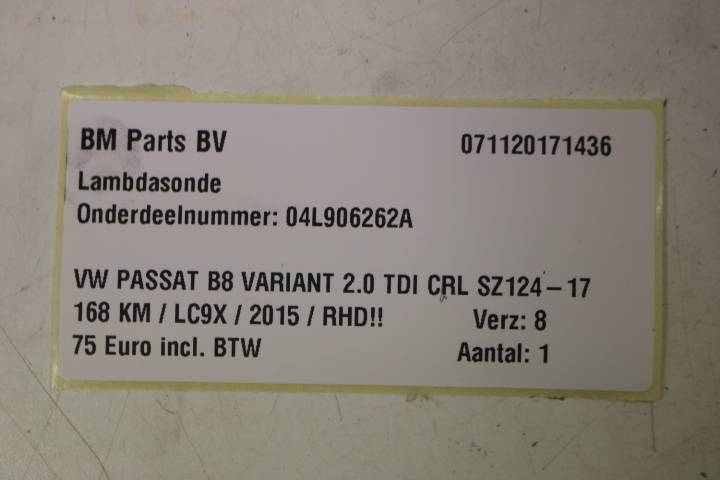 BM Parts BV 071120171436
Lambdasonde
Onderdeelnummer: 04L906262A
VW PASSAT B8 VARIANT 2.0 TDI CRL SZ124-17
168 KM / LC9X / 2015 / RHD!! Verz: 8
75 Euro incl. BTW Aantal: 1